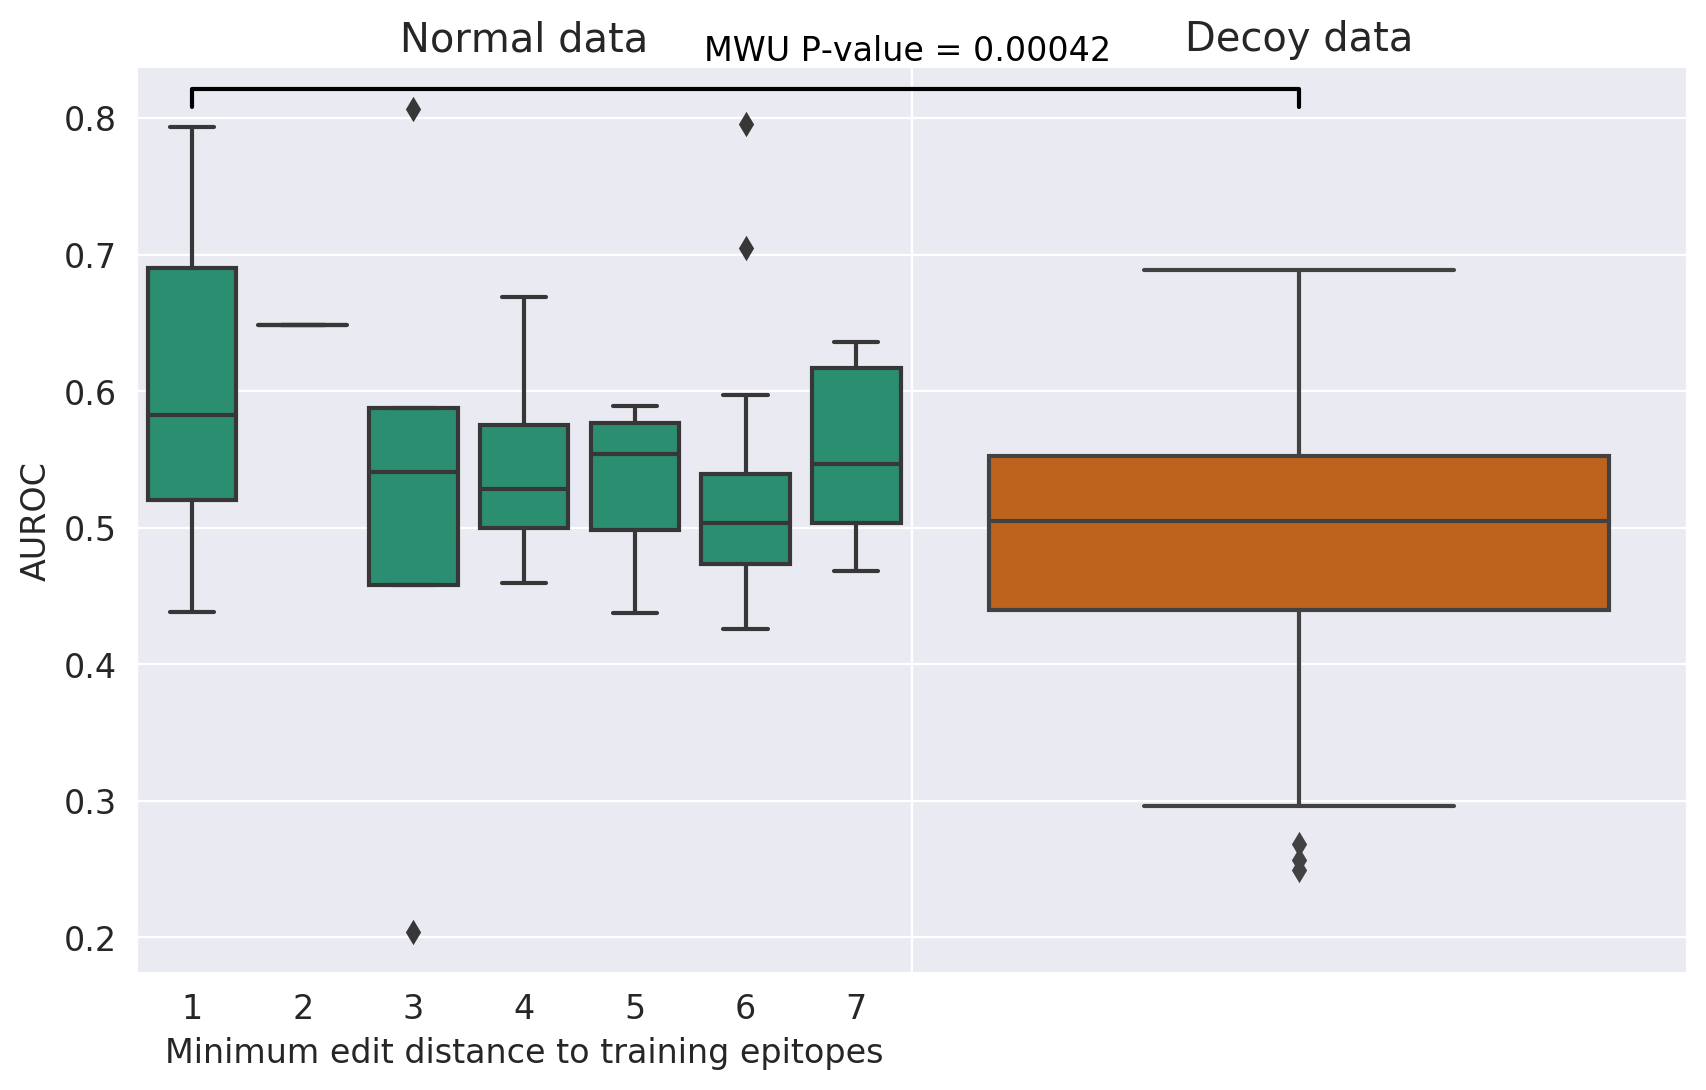 Normal data
MWU P-value = 0.00042
Decoy data
0.8
0.7
0.6
0.5
0.4
0.3
0.2
AUROC
1 2 3 4 5 6 7
Minimum edit distance to training epitopes